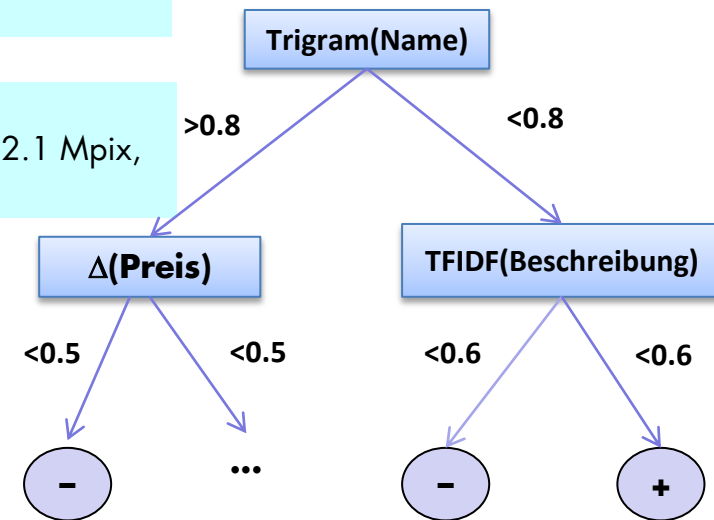 Trigram(Name)
2.1 Mpix,
>0.8
<0.8
Δ(Preis)
TFIDF(Beschreibung)
<0.5
<0.5
<0.6
<0.6
–
...
–
+